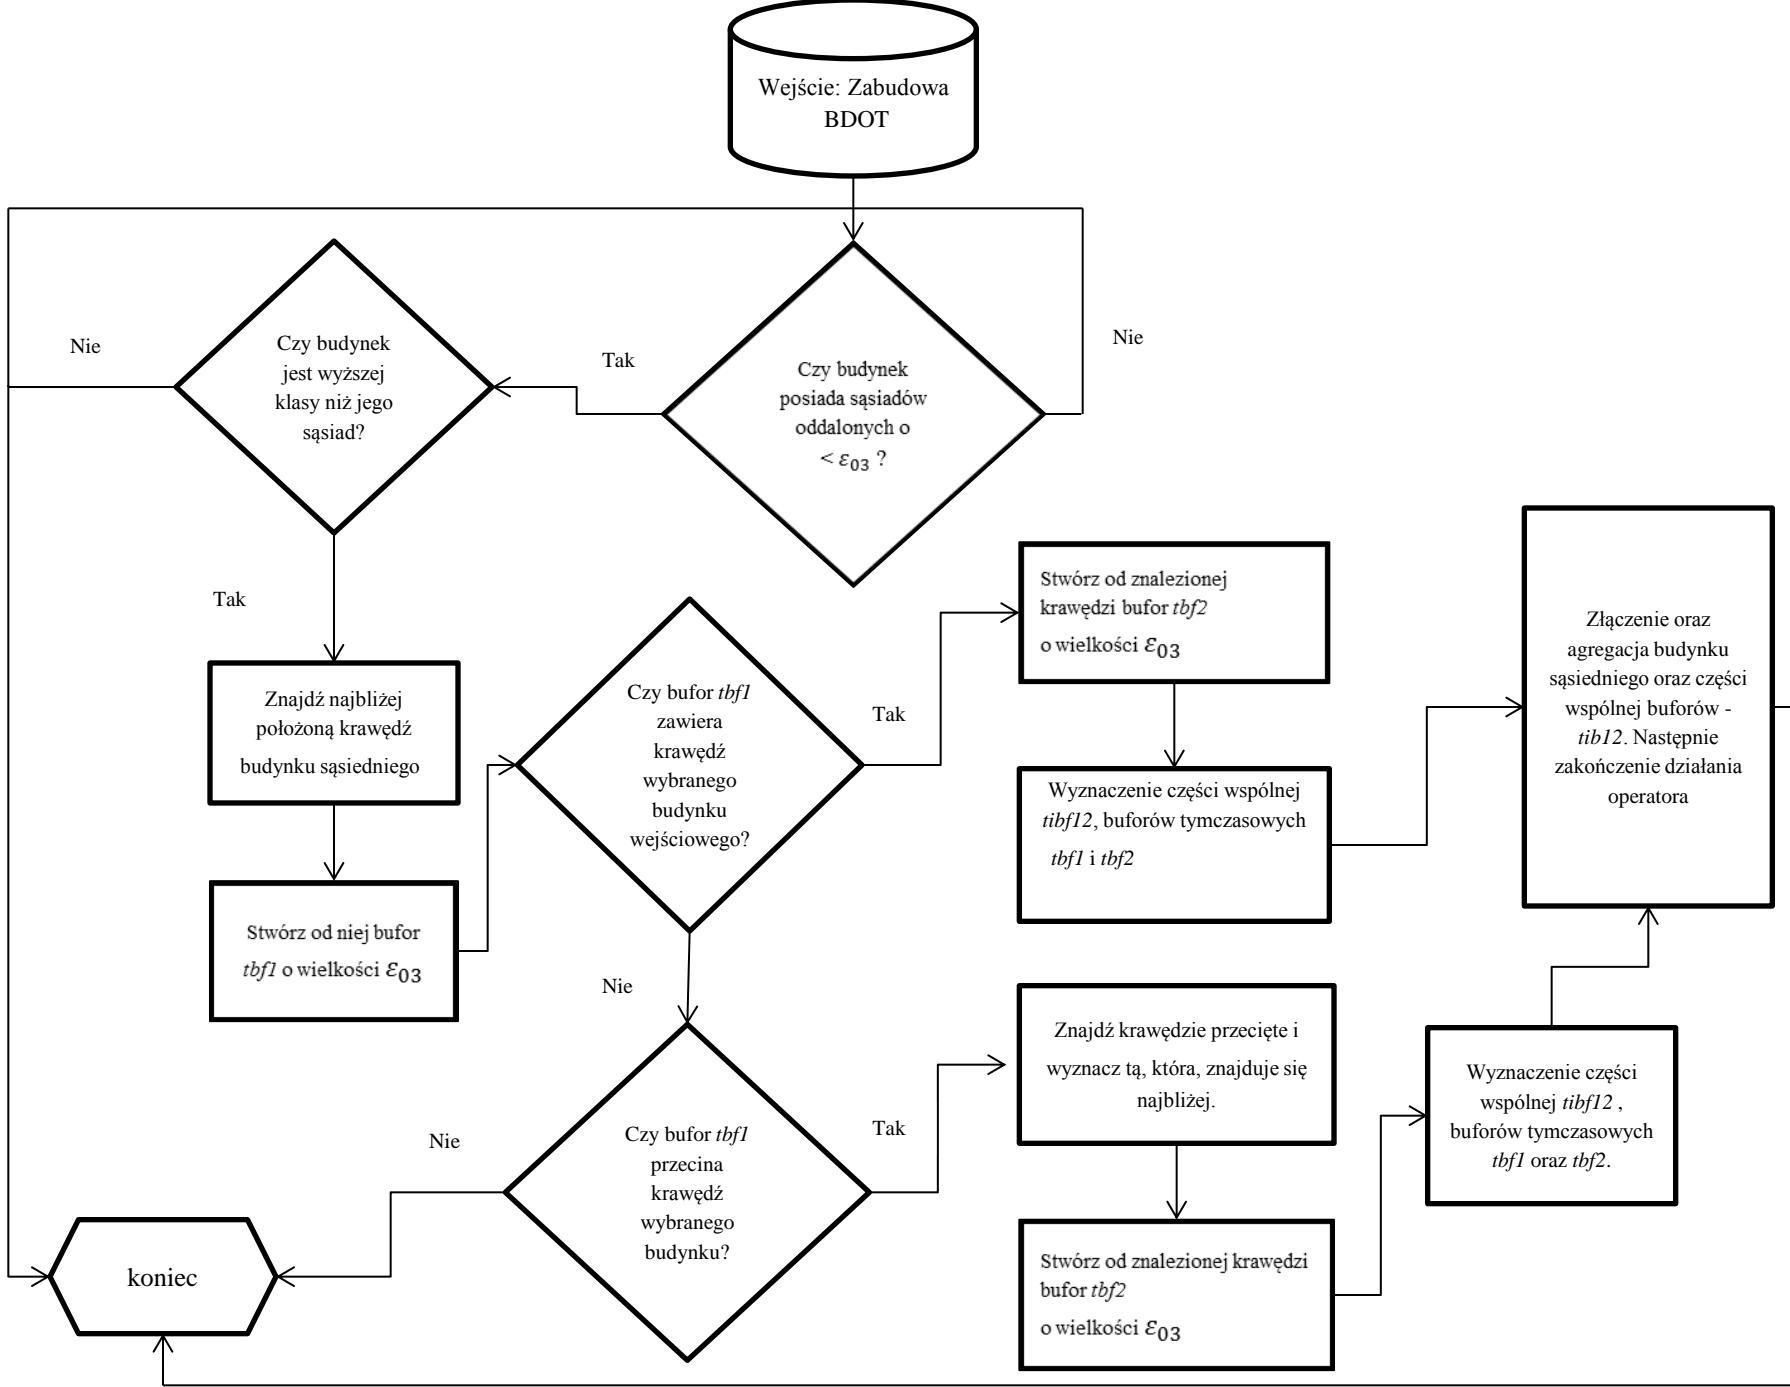 Wejście: Zabudowa
BDOT
Nie
Czy budynek
jest wyższej
klasy niż jego
sąsiad?
Tak
Czy budynek
posiada sąsiadów
oddalonych o
< ε03 ?
Nie
Tak
Znajdź najbliżej
położoną krawędź
budynku sąsiedniego
Stwórz od niej bufor
tbf1 o wielkości ε03
Czy bufor tbf1
zawiera
krawędź
wybranego
budynku
wejściowego?
Tak
Stwórz od znalezionej
krawędzi bufor tbf2
o wielkości ε03
Wyznaczenie części wspólnej
tibf12, buforów tymczasowych
tbf1 i tbf2
Złączenie oraz
agregacja budynku
sąsiedniego oraz części
wspólnej buforów -
tib12. Następnie
zakończenie działania
operatora
Nie
Czy bufor tbf1
przecina
krawędź
wybranego
budynku?
Nie
Tak
Znajdź krawędzie przecięte i
wyznacz tą, która, znajduje się
najbliżej.
Stwórz od znalezionej krawędzi
bufor tbf2
o wielkości ε03
Wyznaczenie części
wspólnej tibf12 ,
buforów tymczasowych
tbf1 oraz tbf2.
koniec